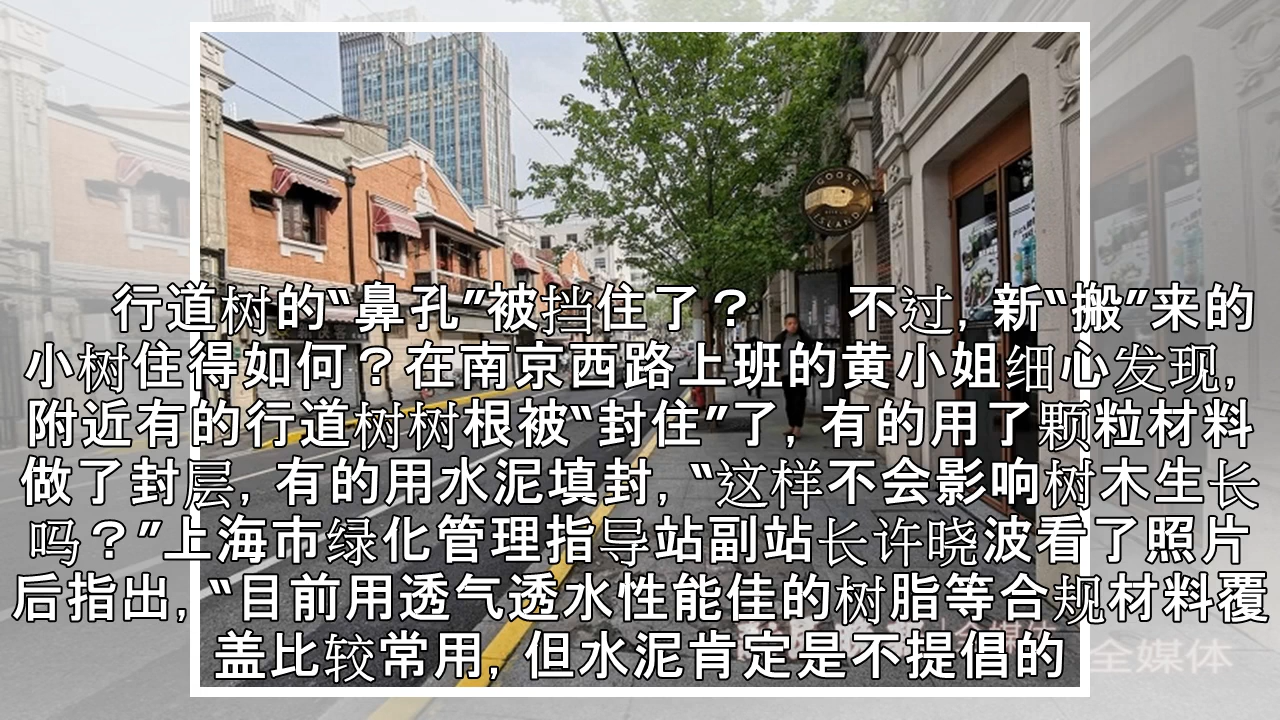 GOOSE
ISLAND
行道树的“鼻孔”被挡住了？ 不过，新“搬”来的
小树住得如何？在南京西路上班的黄小姐细心发现，
附近有的行道树树根被“封住”了，有的用了颗粒材料
做了封层，有的用水泥填封，“这样不会影响树木生长
吗？”上海市绿化管理指导站副站长许晓波看了照片
后指出，“目前用透气透水性能佳的树脂等合规材料覆
盖比较常用，但水泥肯定是不提倡的
全媒体